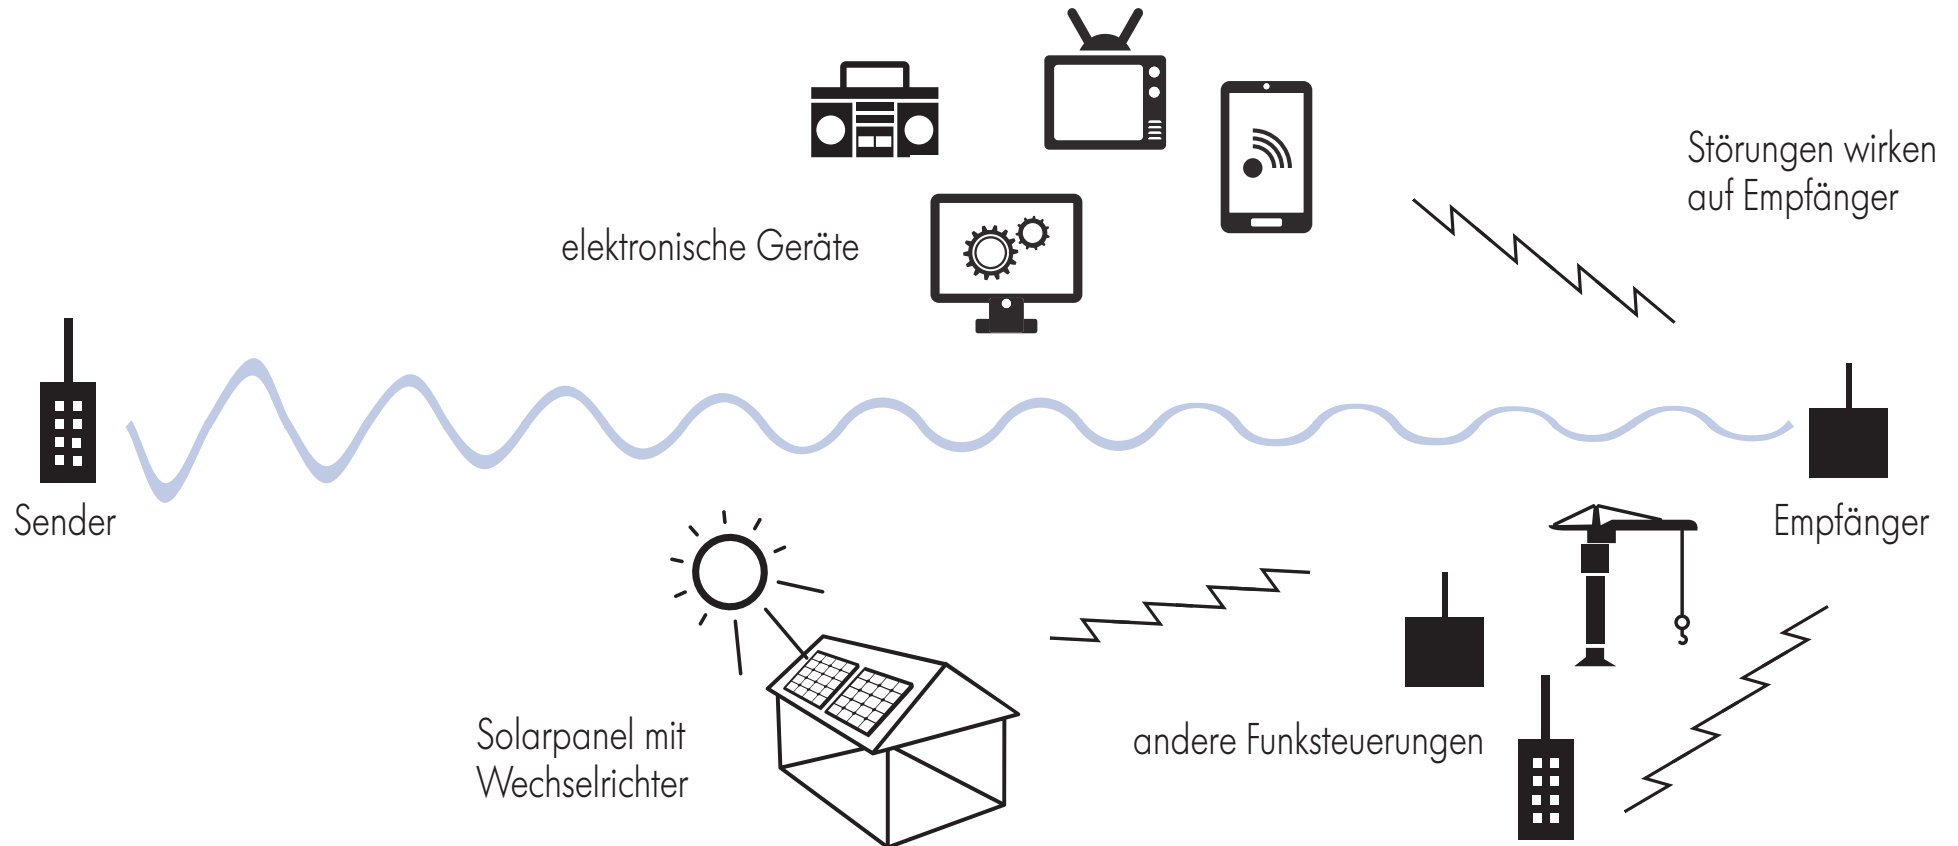 Störungen wirken
auf Empfänger
elektronische Geräte
Sender
Empfänger
Solarpanel mit
Wechselrichter
andere Funksteuerungen